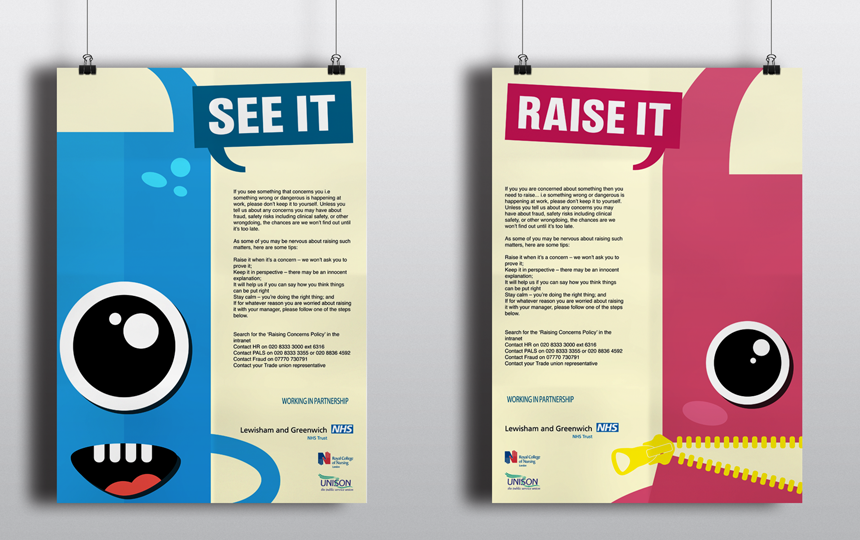 SEE IT
If you see something that concerns you i.e
something wrong or dangerous is happening at
work, please don't keep it to yourself. Unless you
tell us about any concerns you may have about
fraud, safety risks including clinical safety, or other
wrongdoing, the chances are we won't find out until
it's too late.
As some of you may be nervous about raising such
matters, here are some tips:
Raise it when it's a concern – we won't ask you to
prove it;
Keep it in perspective – there may be an innocent
explanation;
It will help us if you can say how you think things
can be put right
Stay calm – you're doing the right thing; and
If for whatever reason you are worried about raising
it with your manager, please follow one of the steps
below.
Search for the 'Raising Concerns Policy' in the
intranet
Contact HR on 020 8333 3000 ext 6316
Contact PALS on 020 8333 3355 or 020 8836 4592
Contact Fraud on 07770 730791
Contact your Trade union representative
WORKING IN PARTNERSHIP
Lewisham and Greenwich NHS
NHS Trust
Royal College
of Nursing
London
UNISON
the public service union
RAISE IT
If you you are concerned about something then you
need to raise... i.e something wrong or dangerous is
happening at work, please don't keep it to yourself.
Unless you tell us about any concerns you may
have about fraud, safety risks including clinical
safety, or other wrongdoing, the chances are we
won't find out until it's too late.
As some of you may be nervous about raising such
matters, here are some tips:
Raise it when it's a concern – we won't ask you to
prove it;
Keep it in perspective – there may be an innocent
explanation;
It will help us if you can say how you think things
can be put right
Stay calm – you're doing the right thing; and
If for whatever reason you are worried about raising
it with your manager, please follow one of the steps
below.
Search for the 'Raising Concerns Policy' in the
intranet
Contact HR on 020 8333 3000 ext 6316
Contact PALS on 020 8333 3355 or 020 8836 4592
Contact Fraud on 07770 730791
Contact your Trade union representative
WORKING IN PARTNERSHIP
Lewisham and Greenwich NHS
NHS Trust
Royal College
of Nursing
London
UNISON
the public service union